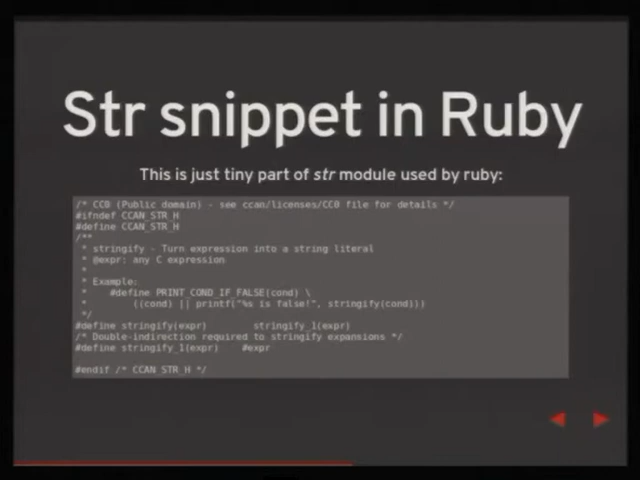 Str snippet in Ruby
This is just tiny part of str module used by ruby:
/* CC0 (Public domain) - see ccan/licenses/CC0 file for details */
#ifndef CCAN_STR_H
#define CCAN_STR_H
/**
 * stringify - Turn expression into a string literal
 * @expr: any C expression
 *
 * Example:
 *    #define PRINT_COND_IF_FALSE(cond) \
 *        ((cond) || printf("%s is false!", stringify(cond)))
 */
#define stringify(expr)        stringify_1(expr)
/* Double-indirection required to stringify expansions */
#define stringify_1(expr)    #expr
#endif /* CCAN_STR_H */